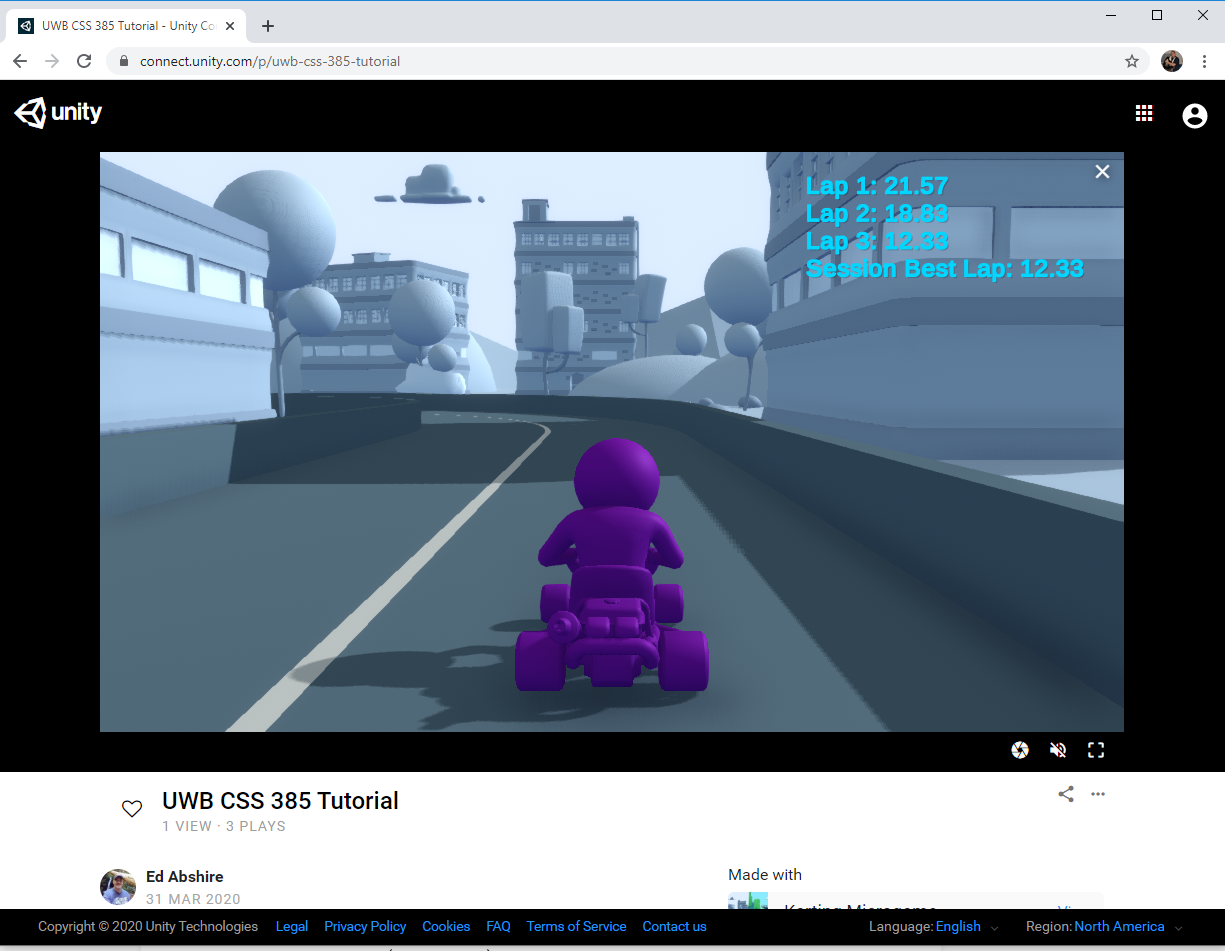 UWB CSS 385 Tutorial - Unity Co
connect.unity.com/p/uwb-css-385-tutorial
unity
Lap 1: 21.57
Lap 2: 18.83
Lap 3: 12.33
Session Best Lap: 12.33
UWB CSS 385 Tutorial
1 VIEW · 3 PLAYS
Ed Abshire
31 MAR 2020
Made with
Karting Microgame
Copyright © 2020 Unity Technologies Legal Privacy Policy Cookies FAQ Terms of Service Contact us Language: English Region: North America